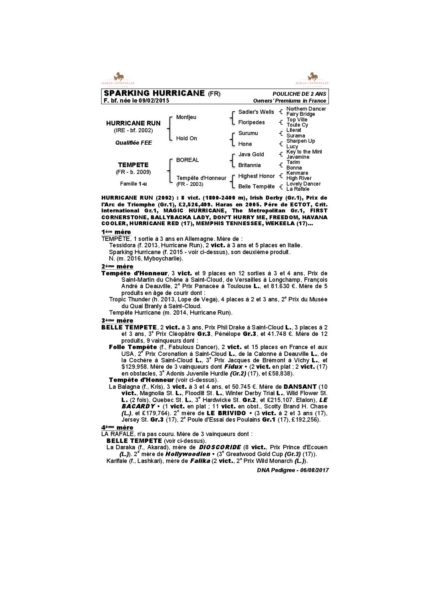 SPARKING HURRICANE (FR) POULICHE DE 2 ANS
F. bf. née le 09/02/2015 Owners' Premiums in France
HURRICANE RUN
(IRE - bf. 2002)
Qualifiée FEE
TEMPETE
(FR - b. 2009)
Famille 1-u
Montjeu
Hold On
BOREAL
Tempête d'Honneur
(FR - 2003)
Sadler's Wells
Floripedes
Surumu
Hone
Java Gold
Britannia
Highest Honor
Belle Tempête
Northern Dancer
Fairy Bridge
Top Ville
Toute Cy
Literat
Surama
Sharpen Up
Lucy
Key to the Mint
Javamine
Tarim
Bonna
Kenmare
High River
Lovely Dancer
La Rafale
HURRICANE RUN (2002) : 8 vict. (1800-2400 m), Irish Derby (Gr.1), Prix de
l'Arc de Triomphe (Gr.1), £2,528,409. Haras en 2005. Père de ECTOT, Crit.
International Gr.1, MAGIC HURRICANE, The Metropolitan Gr.1, FIRST
CORNERSTONE, BALLYBACKA LADY, DON'T HURRY ME, FREEDOM, HAVANA
COOLER, HURRICANE RED (17), MEMPHIS TENNESSEE, WEKEELA (17)...
1ère mère
TEMPETE, 1 sortie à 3 ans en Allemagne. Mère de :
Tessidora (f. 2013, Hurricane Run), 2 vict. à 3 ans et 5 places en Italie.
Sparking Hurricane (f. 2015 - voir ci-dessus), son deuxième produit.
N. (m. 2016, Myboycharlie).
2ème mère
Tempête d'Honneur, 3 vict. et 9 places en 12 sorties à 3 et 4 ans, Prix de
Saint-Martin du Chêne à Saint-Cloud, de Versailles à Longchamp, François
André à Deauville, 2e Prix Panacée à Toulouse L., et 81.630 €. Mère de 5
produits en âge de courir dont :
Tropic Thunder (h. 2013, Lope de Vega), 4 places à 2 et 3 ans, 2e Prix du Musée
du Quai Branly à Saint-Cloud.
Tempête Hurricane (m. 2014, Hurricane Run).
3ème mère
BELLE TEMPETE, 2 vict. à 3 ans, Prix Phil Drake à Saint-Cloud L., 3 places à 2
et 3 ans, 3e Prix Cléopâtre Gr.3, Pénélope Gr.3, et 41.748 €. Mère de 12
produits, 9 vainqueurs dont :
Folle Tempête (f., Fabulous Dancer), 2 vict. et 15 places en France et aux
USA, 2e Prix Coronation à Saint-Cloud L., de la Calonne à Deauville L., de
la Cochère à Saint-Cloud L., 3e Prix Jacques de Brémont à Vichy L., et
$129,958. Mère de 3 vainqueurs dont Fidux • (2 vict. en plat ; 2 vict. (17)
en obstacles, 3e Adonis Juvenile Hurdle (Gr.2) (17), et £58,838).
Tempête d'Honneur (voir ci-dessus).
La Balagna (f., Kris), 3 vict. à 3 et 4 ans, et 50.745 €. Mère de DANSANT (10
vict., Magnolia St. L., Floodlit St. L., Winter Derby Trial L., Wild Flower St.
L. (2 fois), Quebec St. L., 3e Hardwicke St. Gr.2, et £215,107. Etalon), LE
BACARDY • (1 vict. en plat ; 11 vict. en obst., Scotty Brand H. Chase
(L.), et £179,764), 2e mère de LE BRIVIDO • (3 vict. à 2 et 3 ans (17),
Jersey St. Gr.3 (17), 2e Poule d'Essai des Poulains Gr.1 (17), £192,256).
4ème mère
LA RAFALE, n'a pas couru. Mère de 3 vainqueurs dont :
BELLE TEMPETE (voir ci-dessus).
La Daraka (f., Akarad), mère de DIOSCORIDE (8 vict., Prix Prince d'Ecouen
(L.)), 2e mère de Hollyweedien • (3e Greatwood Gold Cup (Gr.3) (17)).
Karifale (f., Lashkari), mère de Falika (2 vict., 2e Prix Wild Monarch (L.)).
DNA Pedigree - 06/08/2017